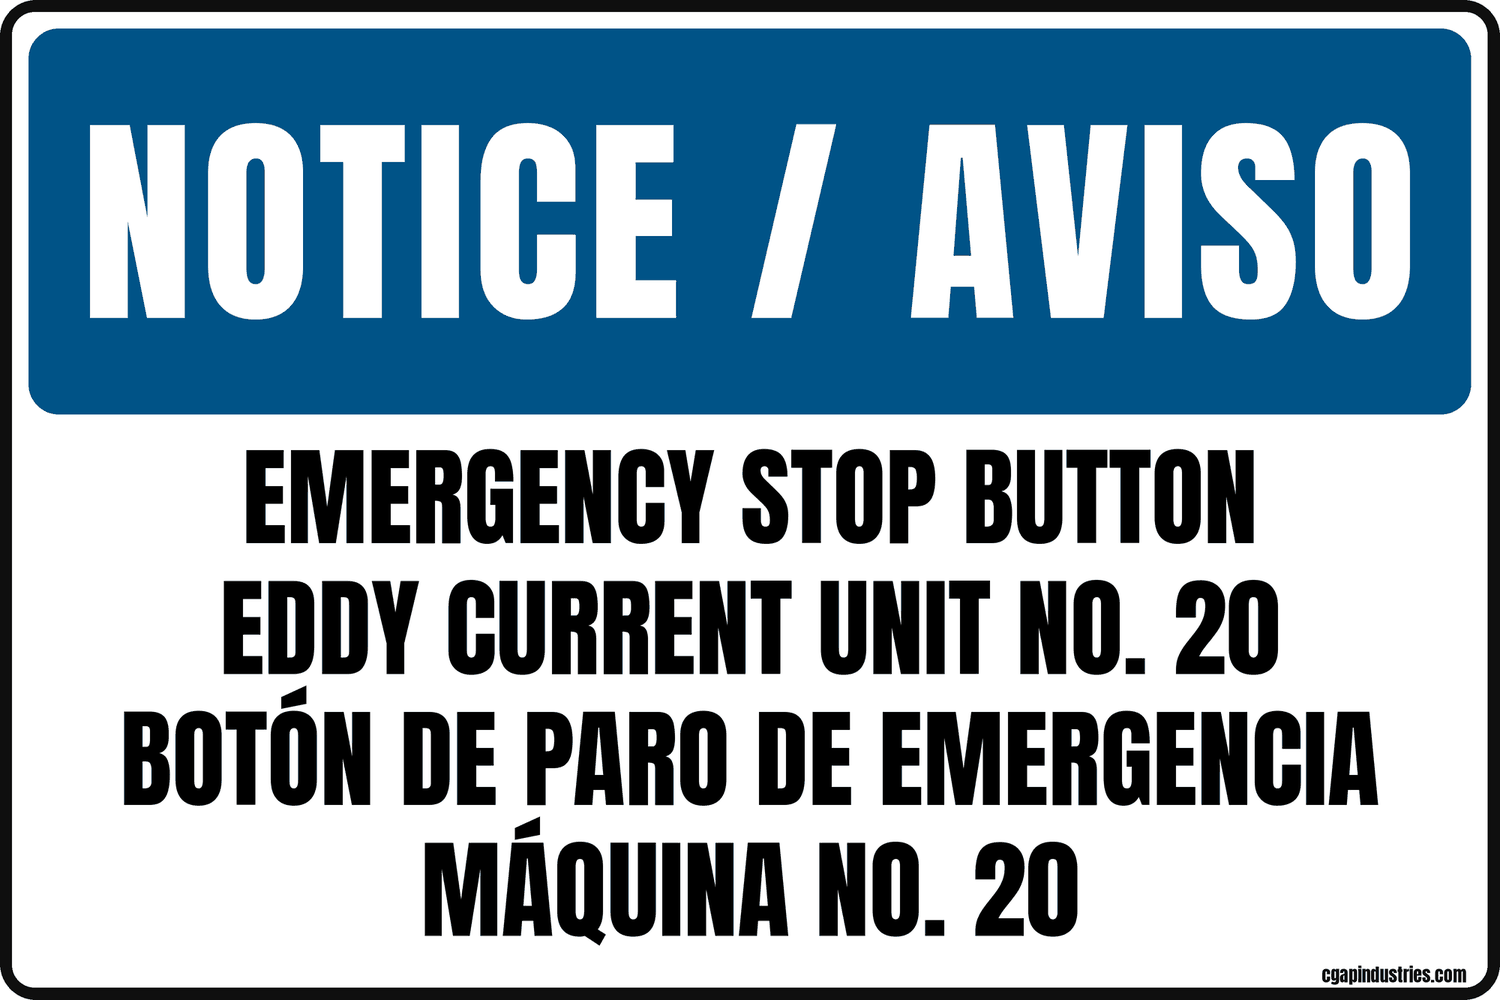 NOTICE / AVISO
EMERGENCY STOP BUTTON
EDDY CURRENT UNIT NO. 20
BOTÓN DE PARO DE EMERGENCIA
MÁQUINA NO. 20
cgapindustries.com